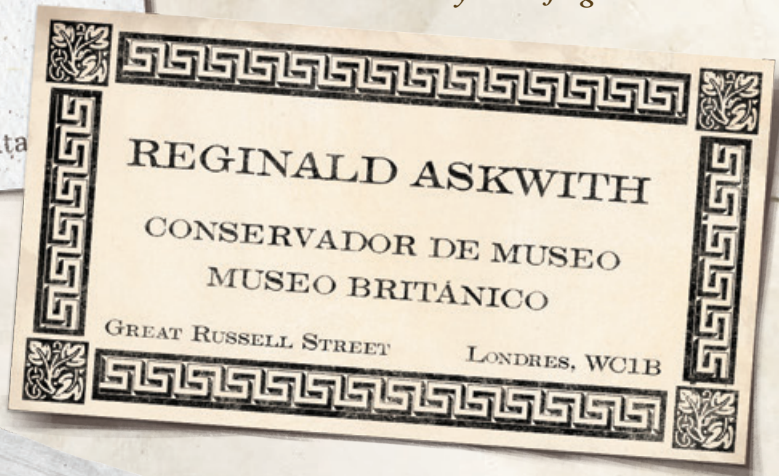 REGINALD ASKWITH
CONSERVADOR DE MUSEO
MUSEO BRITÁNICO
GREAT RUSSELL STREET LONDRES, WC1B